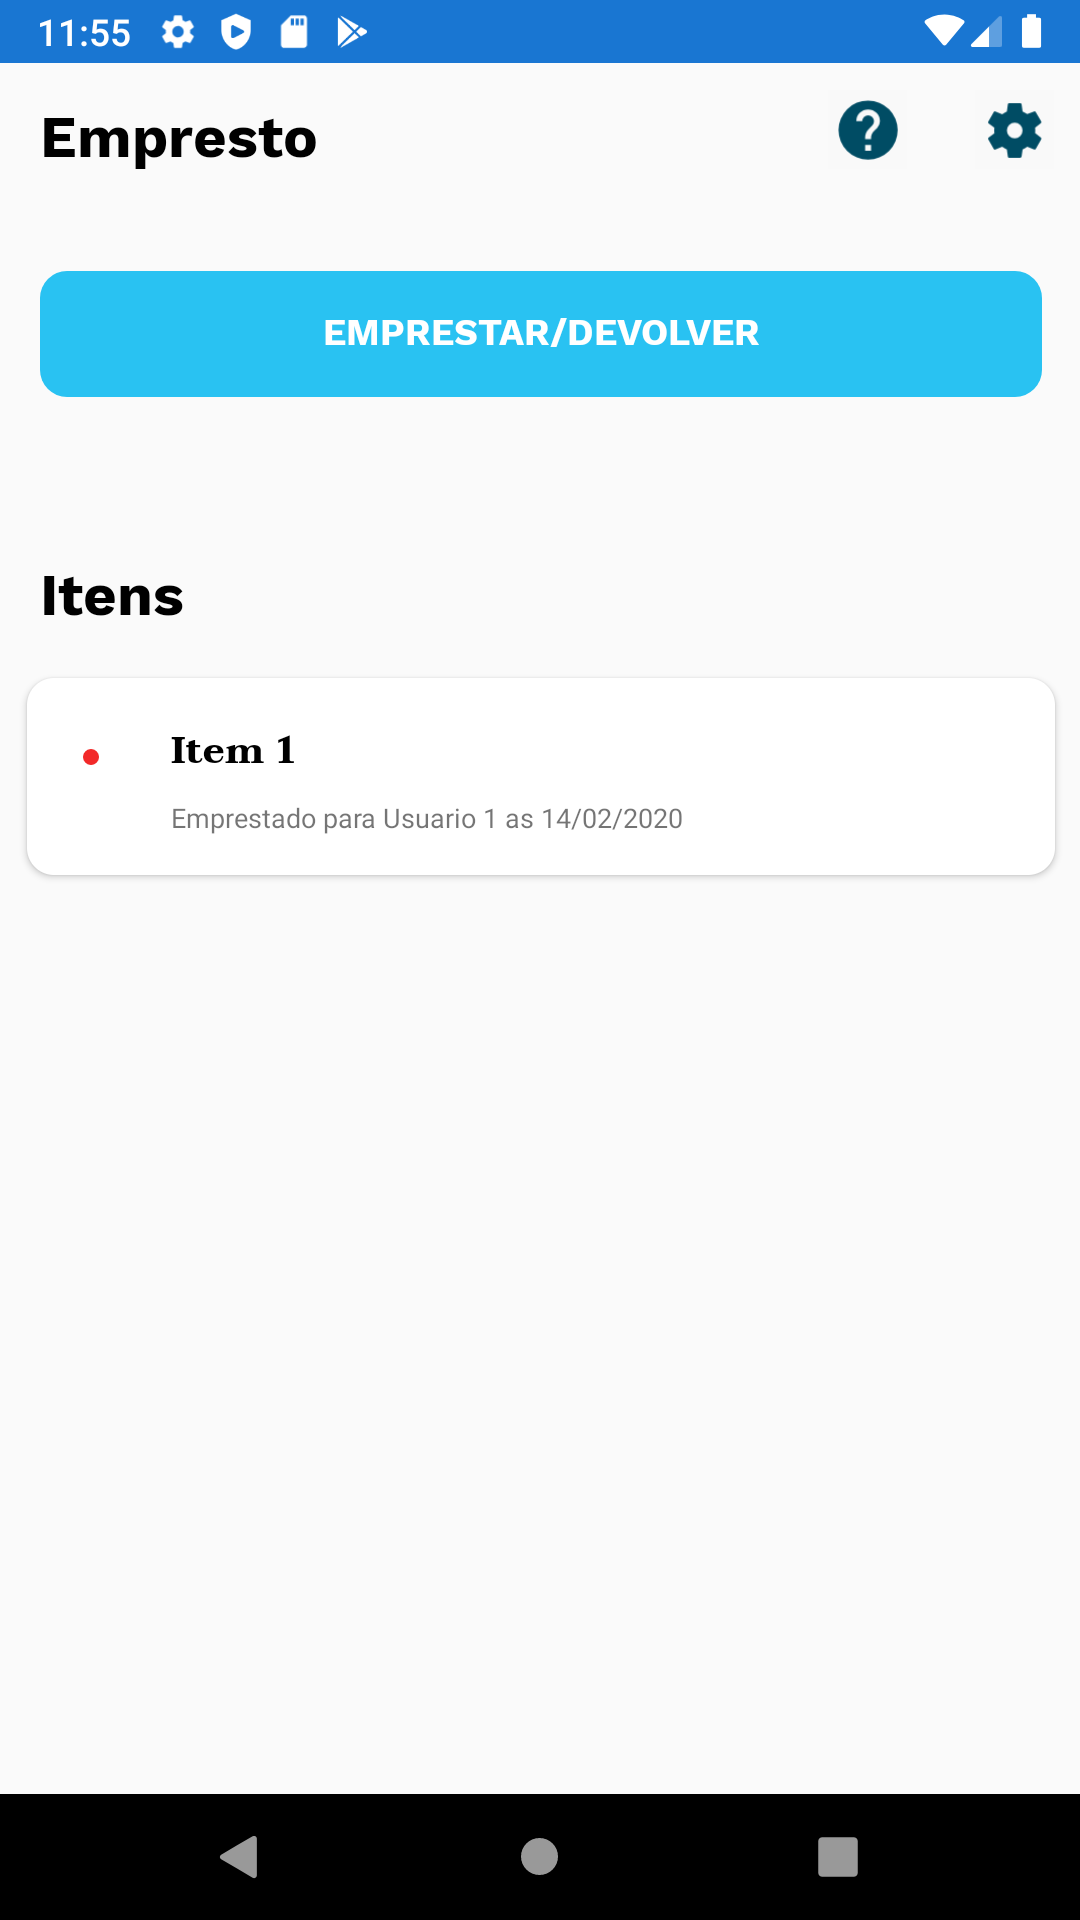 11:55
Empresto
EMPRESTAR/DEVOLVER
Itens
Item 1
Emprestado para Usuario 1 as 14/02/2020